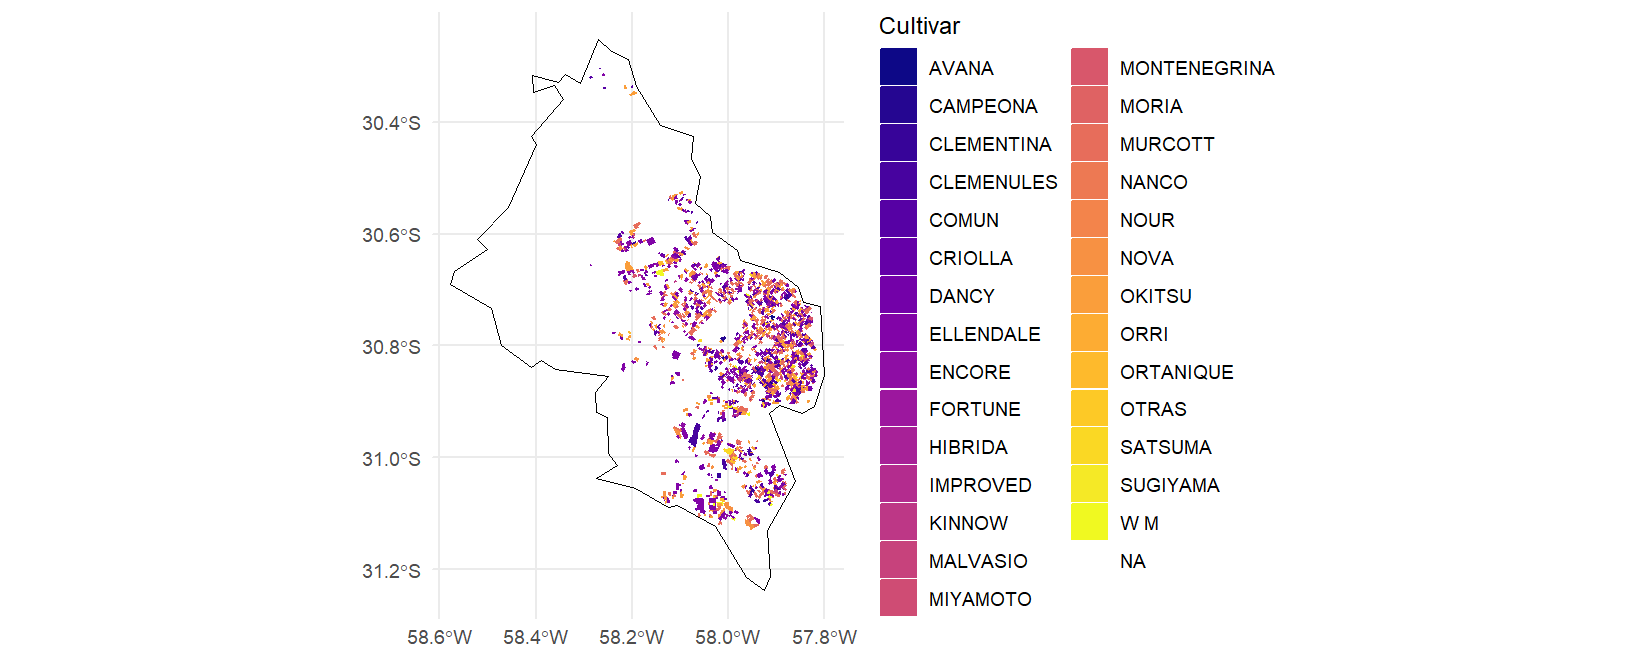 Cultivar
AVANA
CAMPEONA
CLEMENTINA
CLEMENULES
COMUN
CRIOLLA
DANCY
ELLENDALE
ENCORE
FORTUNE
HIBRIDA
IMPROVED
KINNOW
MALVASIO
MIYAMOTO
MONTENEGRINA
MORIA
MURCOTT
NANCO
NOUR
NOVA
OKITSU
ORRI
ORTANIQUE
OTRAS
SATSUMA
SUGIYAMA
W M
NA
30.4°S
30.6°S
30.8°S
31.0°S
31.2°S
58.6°W 58.4°W 58.2°W 58.0°W 57.8°W